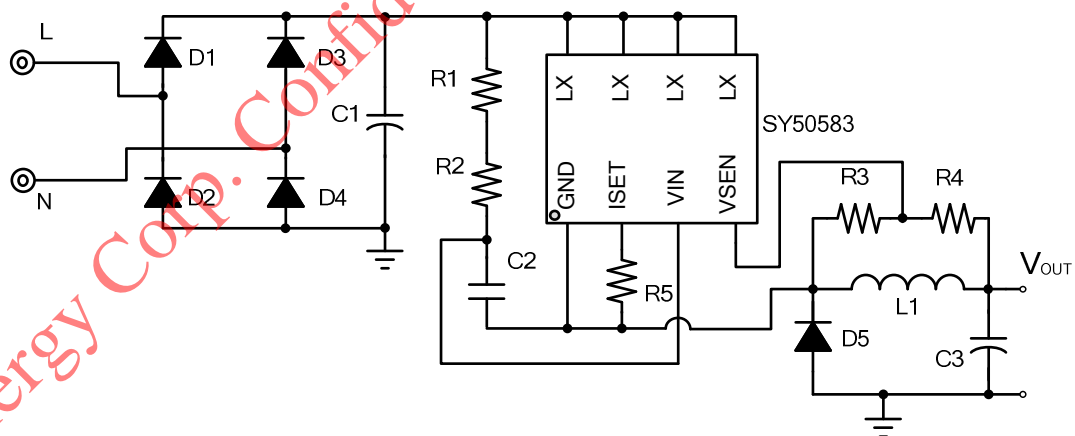 L
D1
D3
C1
R1
R2
LX
LX
LX
LX
SY50583
GND
ISET
VIN
VSEN
R3
R4
N
D2
D4
C2
R5
L1
VOUT
D5
C3
ergy Corp. Confid